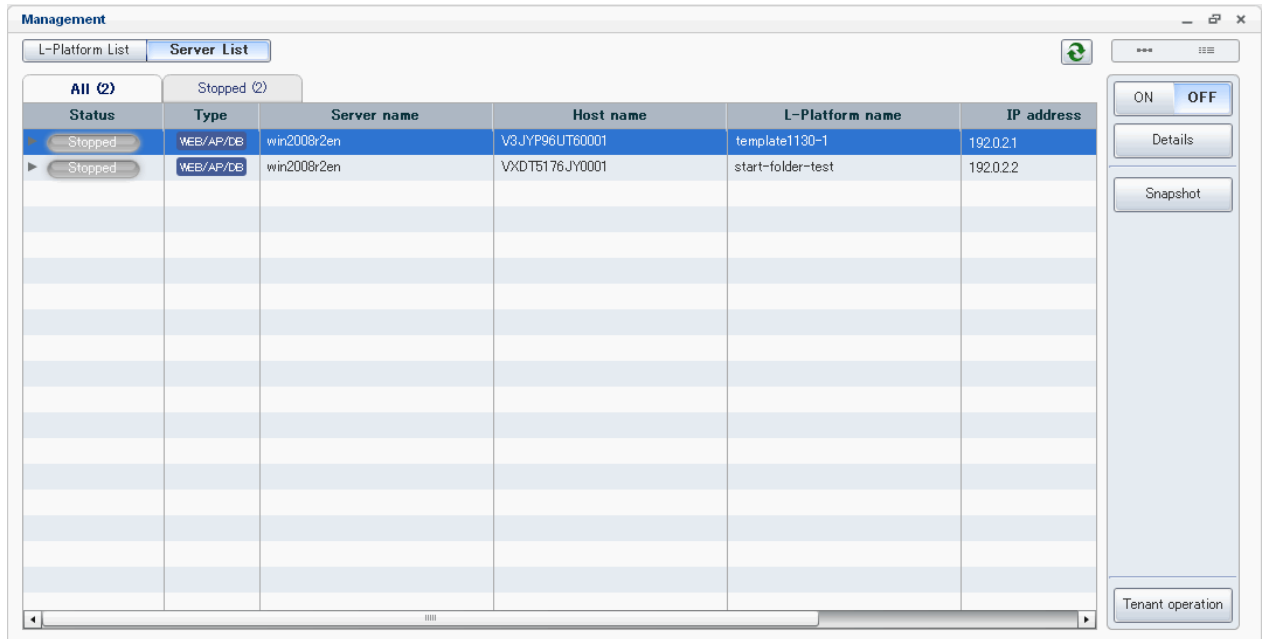 Management
L-Platform List Server List
All (2) Stopped (2)
ON OFF
Status Type Server name Host name L-Platform name IP address
Stopped WEB/AP/DB win2008r2en V3JYP96UT60001 template1130-1 192.0.2.1
Details
Stopped WEB/AP/DB win2008r2en VXDT5176JY0001 start-folder-test 192.0.2.2
Snapshot
Tenant operation